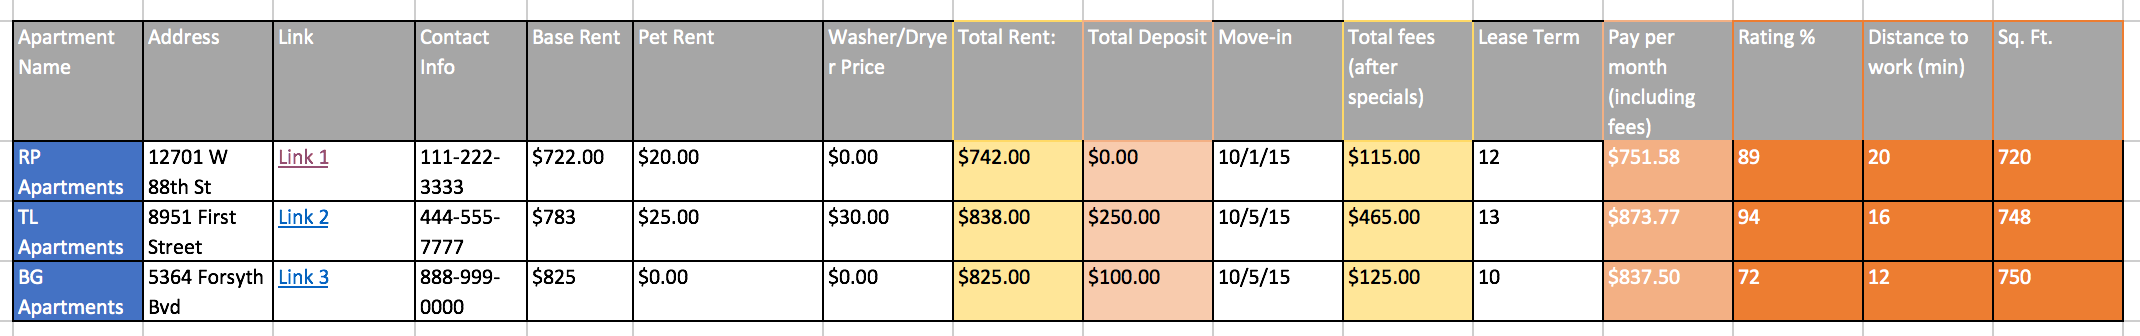 Apartment Name | Address | Link | Contact Info | Base Rent | Pet Rent | Washer/Dryer Price | Total Rent: | Total Deposit | Move-in | Total fees (after specials) | Lease Term | Pay per month (including fees) | Rating % | Distance to work (min) | Sq. Ft.
RP Apartments | 12701 W 88th St | Link 1 | 111-222-3333 | $722.00 | $20.00 | $0.00 | $742.00 | $0.00 | 10/1/15 | $115.00 | 12 | $751.58 | 89 | 20 | 720
TL Apartments | 8951 First Street | Link 2 | 444-555-7777 | $783 | $25.00 | $30.00 | $838.00 | $250.00 | 10/5/15 | $465.00 | 13 | $873.77 | 94 | 16 | 748
BG Apartments | 5364 Forsyth Bvd | Link 3 | 888-999-0000 | $825 | $0.00 | $0.00 | $825.00 | $100.00 | 10/5/15 | $125.00 | 10 | $837.50 | 72 | 12 | 750